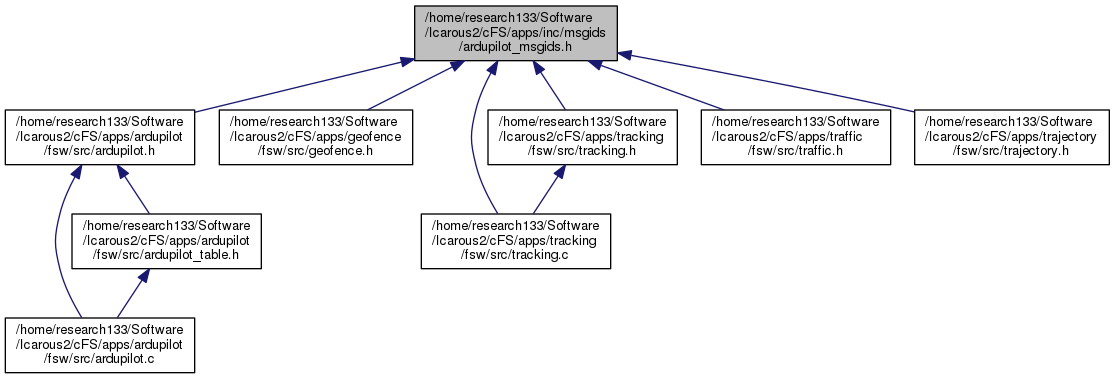 /home/research133/Software
/Icarous2/cFS/apps/inc/msgids
/ardupilot_msgids.h
/home/research133/Software
/Icarous2/cFS/apps/ardupilot
/fsw/src/ardupilot.h
/home/research133/Software
/Icarous2/cFS/apps/geofence
/fsw/src/geofence.h
/home/research133/Software
/Icarous2/cFS/apps/tracking
/fsw/src/tracking.h
/home/research133/Software
/Icarous2/cFS/apps/traffic
/fsw/src/traffic.h
/home/research133/Software
/Icarous2/cFS/apps/trajectory
/fsw/src/trajectory.h
/home/research133/Software
/Icarous2/cFS/apps/ardupilot
/fsw/src/ardupilot_table.h
/home/research133/Software
/Icarous2/cFS/apps/tracking
/fsw/src/tracking.c
/home/research133/Software
/Icarous2/cFS/apps/ardupilot
/fsw/src/ardupilot.c